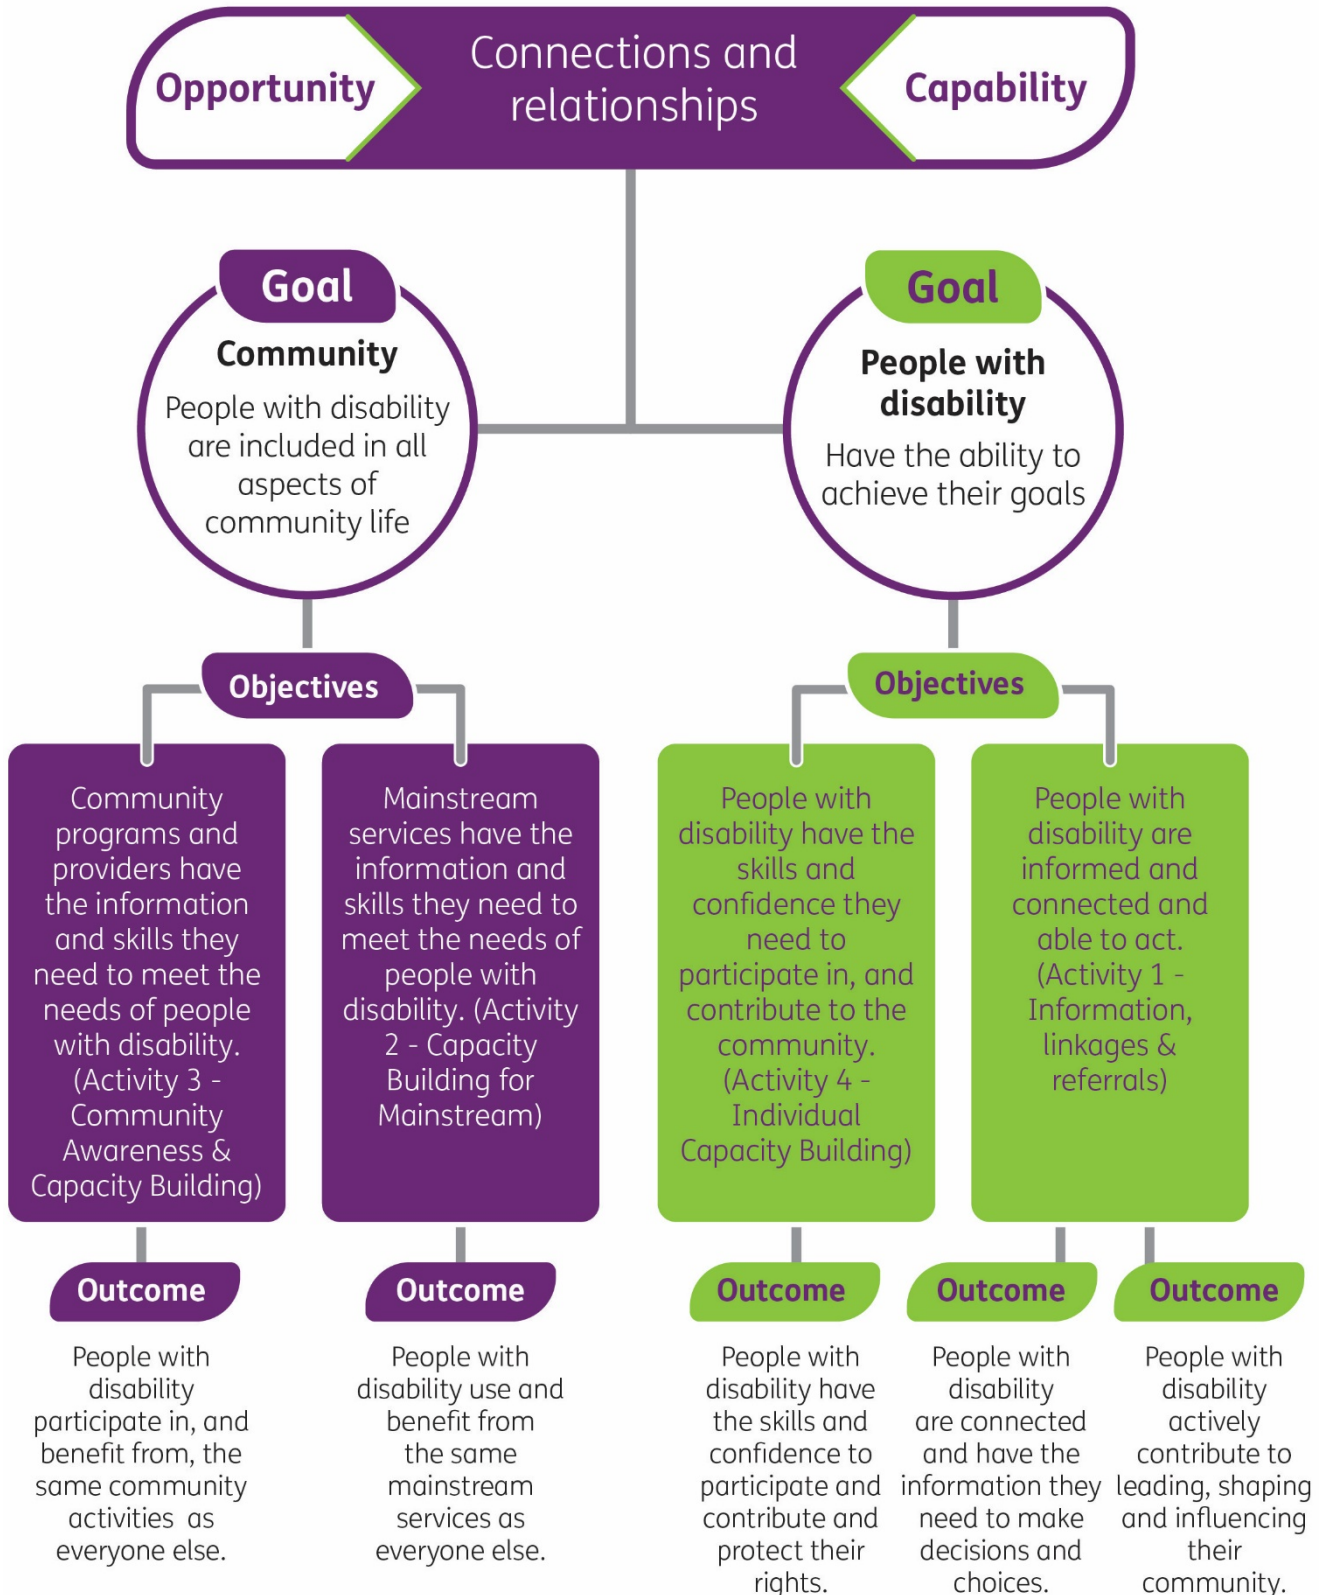 Opportunity
Connections and
relationships
Capability
Goal
Community
People with disability
are included in all
aspects of
community life
Goal
People with
disability
Have the ability to
achieve their goals
Objectives
Community
programs and
providers have
the information
and skills they
need to meet the
needs of people
with disability.
(Activity 3 -
Community
Awareness &
Capacity Building)
Mainstream
services have the
information and
skills they need to
meet the needs of
people with
disability. (Activity
2 - Capacity
Building for
Mainstream)
Objectives
People with
disability have the
skills and
confidence they
need to
participate in, and
contribute to the
community.
(Activity 4 -
Individual
Capacity Building)
People with
disability are
informed and
connected and
able to act.
(Activity 1 -
Information,
linkages &
referrals)
Outcome
People with
disability
participate in, and
benefit from, the
same community
activities as
everyone else.
Outcome
People with
disability use and
benefit from
the same
mainstream
services as
everyone else.
Outcome
People with
disability have
the skills and
confidence to
participate and
contribute and
protect their
rights.
Outcome
People with
disability
are connected
and have the
information they
need to make
decisions and
choices.
Outcome
People with
disability
actively
contribute to
leading, shaping
and influencing
their
community.